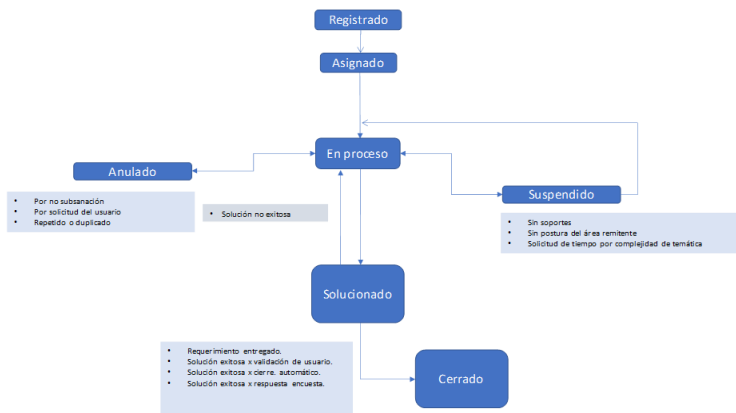 Registrado
Asignado
En proceso
Anulado
Suspendido
• Por no subsanación
• Por solicitud del usuario
• Repetido o duplicado
• Solución no exitosa
• Sin soportes
• Sin postura del área remitente
• Solicitud de tiempo por complejidad de temática
Solucionado
• Requerimiento entregado.
• Solución exitosa x validación de usuario.
• Solución exitosa x cierre. automático.
• Solución exitosa x respuesta encuesta.
Cerrado